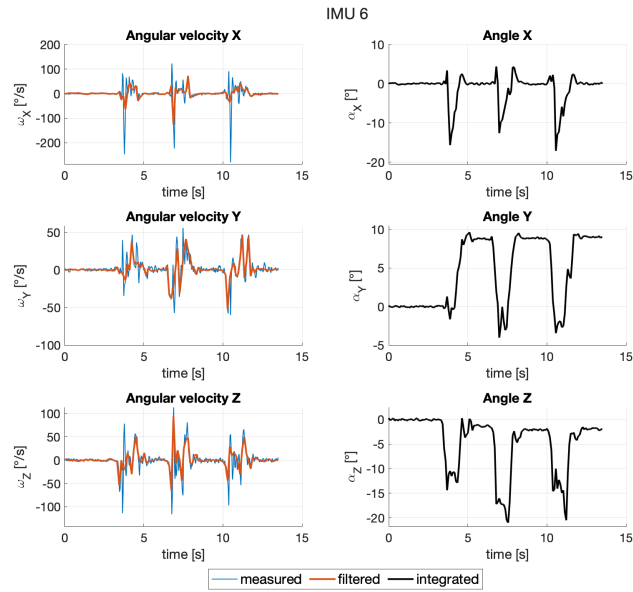 IMU 6
Angular velocity X
200
100
0
-100
-200
0
5
10
15
ω_X [°/s]
time [s]
Angle X
10
0
-10
-20
0
5
10
15
α_X [°]
time [s]
Angular velocity Y
50
0
-50
-100
0
5
10
15
ω_Y [°/s]
time [s]
Angle Y
10
5
0
-5
0
5
10
15
α_Y [°]
time [s]
Angular velocity Z
100
50
0
-50
-100
0
5
10
15
ω_Z [°/s]
time [s]
Angle Z
0
-5
-10
-15
-20
0
5
10
15
α_Z [°]
time [s]
measured filtered integrated